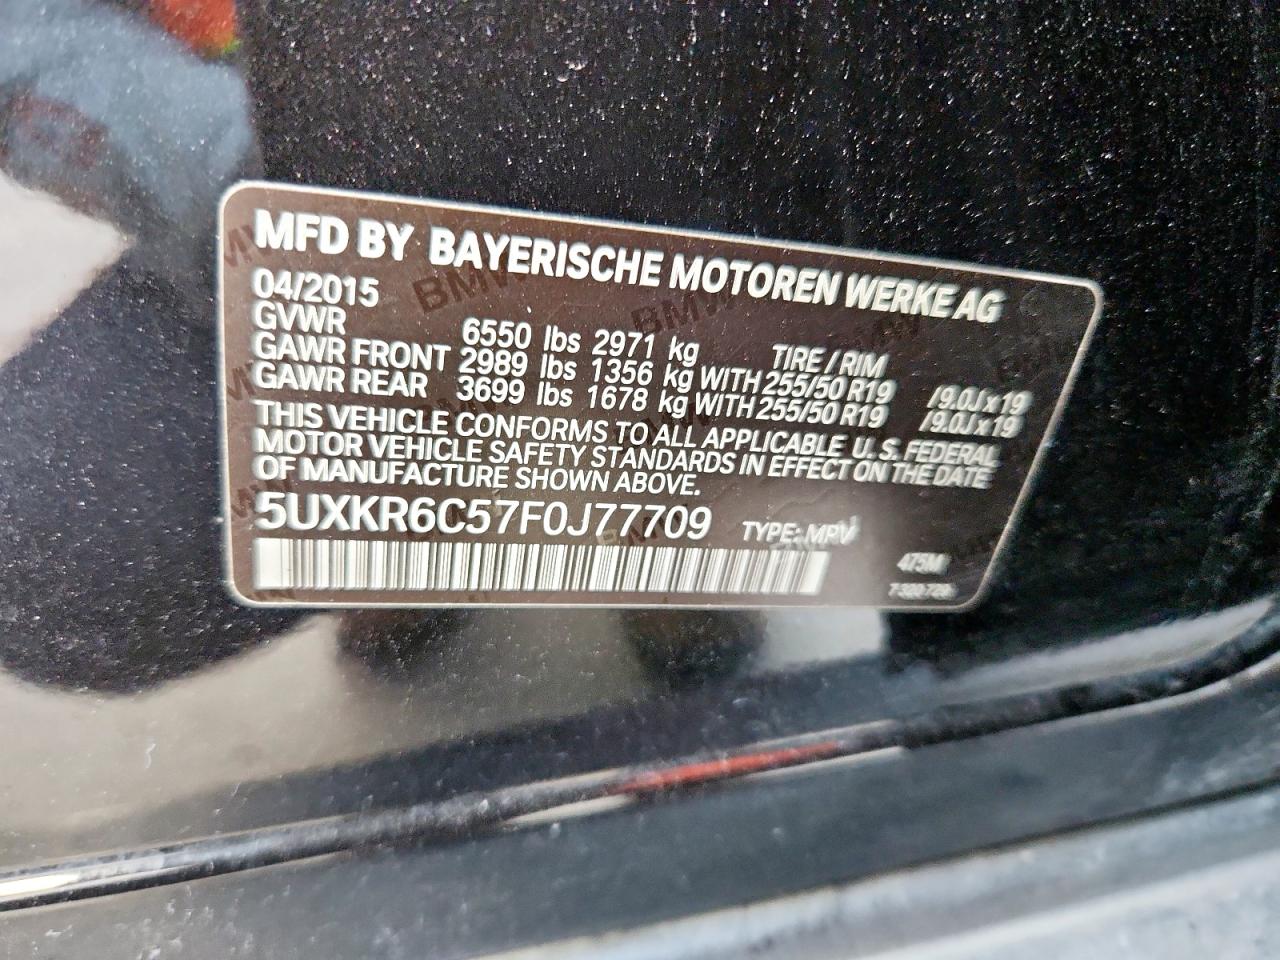 MFD BY BAYERISCHE MOTOREN WERKE AG
04/2015
GVWR 6550 lbs 2971 kg TIRE / RIM
GAWR FRONT 2989 lbs 1356 kg WITH 255/50 R19 /9.0J x 19
GAWR REAR 3699 lbs 1678 kg WITH 255/50 R19 /9.0J x 19
THIS VEHICLE CONFORMS TO ALL APPLICABLE U.S. FEDERAL
MOTOR VEHICLE SAFETY STANDARDS IN EFFECT ON THE DATE
OF MANUFACTURE SHOWN ABOVE.
5UXKR6C57F0J77709 TYPE: MPV
475M